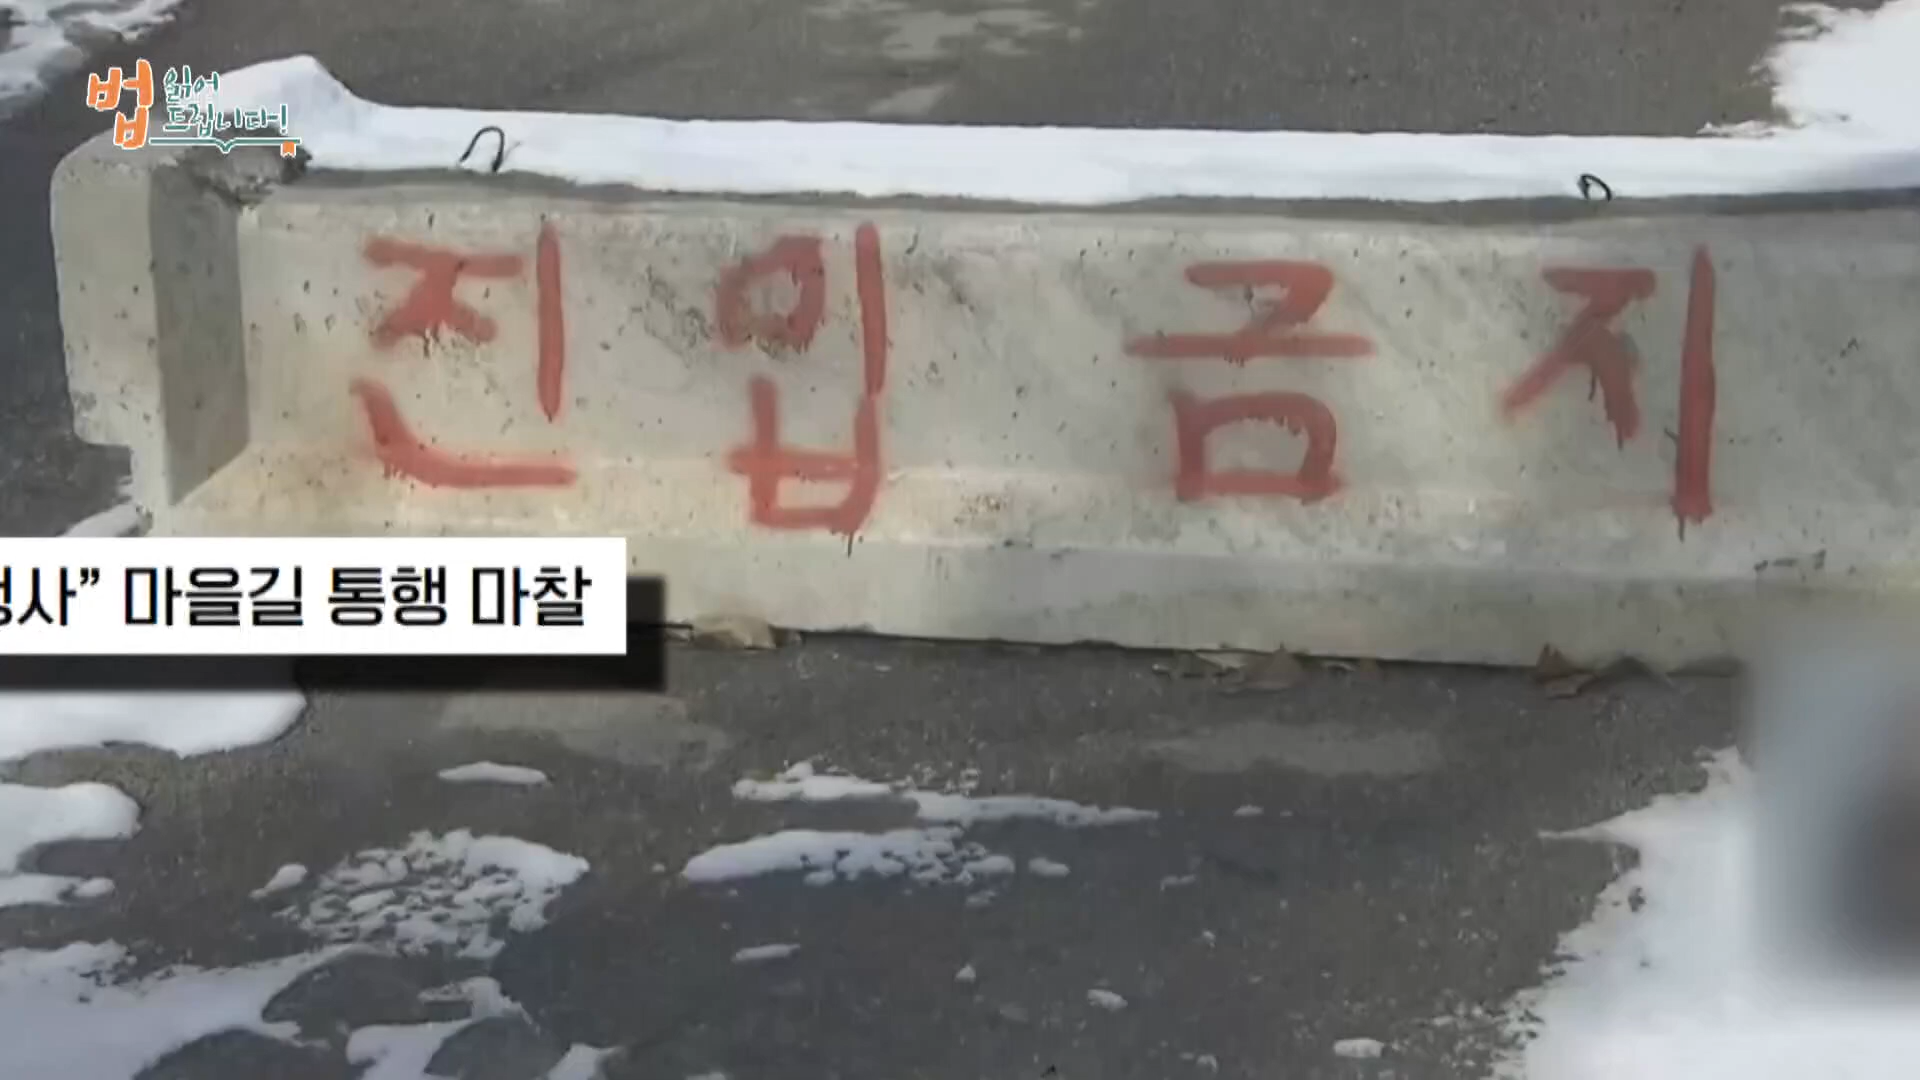 법 읽어
드립니다!
진입금지
사” 마을길 통행 마찰